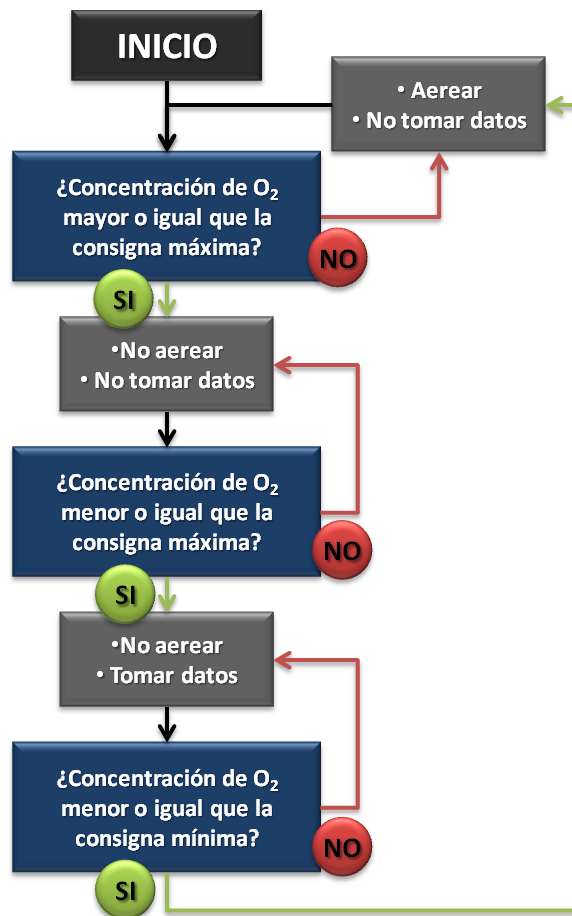 INICIO
• Aerear
• No tomar datos
¿Concentración de O₂
mayor o igual que la
consigna máxima?
NO
SI
•No aerear
• No tomar datos
¿Concentración de O₂
menor o igual que la
consigna máxima?
NO
SI
•No aerear
• Tomar datos
¿Concentración de O₂
menor o igual que la
consigna mínima?
NO
SI